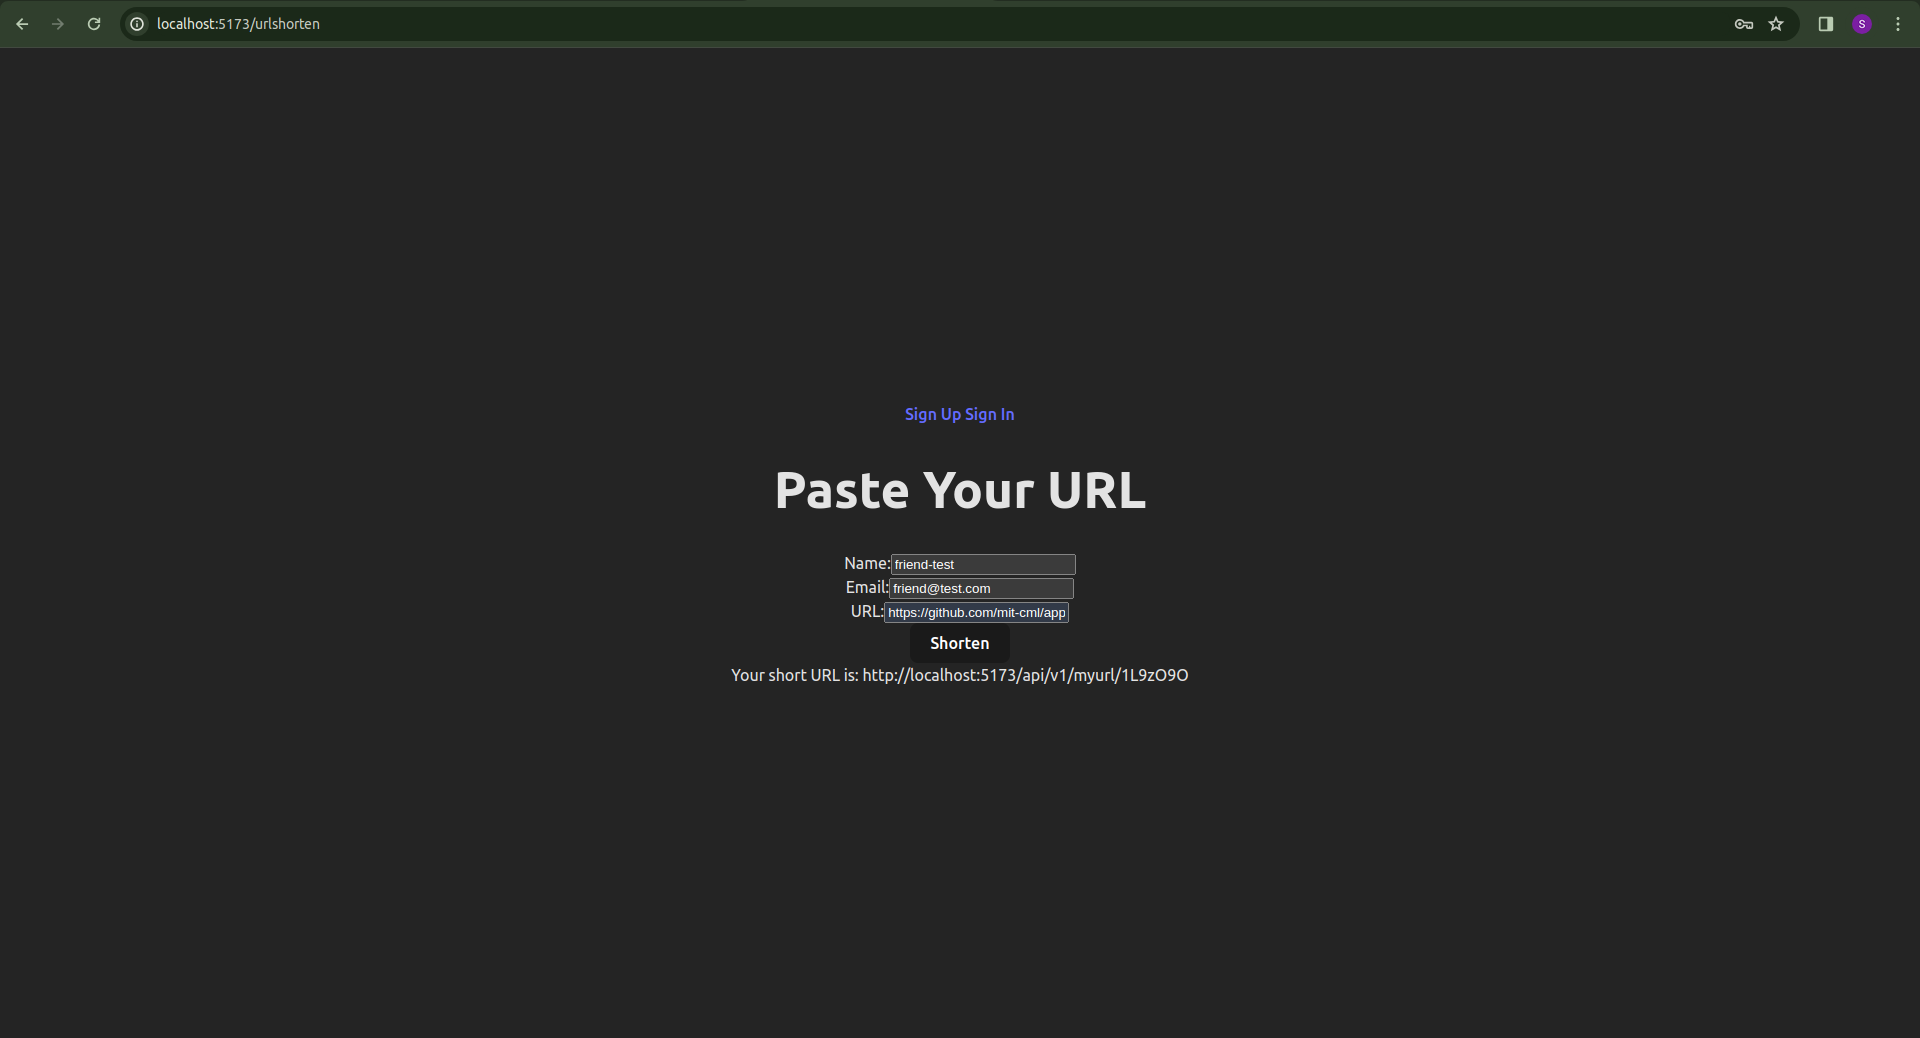 localhost:5173/urlshorten
S
Sign Up Sign In
Paste Your URL
Name: friend-test
Email: friend@test.com
URL: https://github.com/mit-cml/app
Shorten
Your short URL is: http://localhost:5173/api/v1/myurl/1L9zO9O